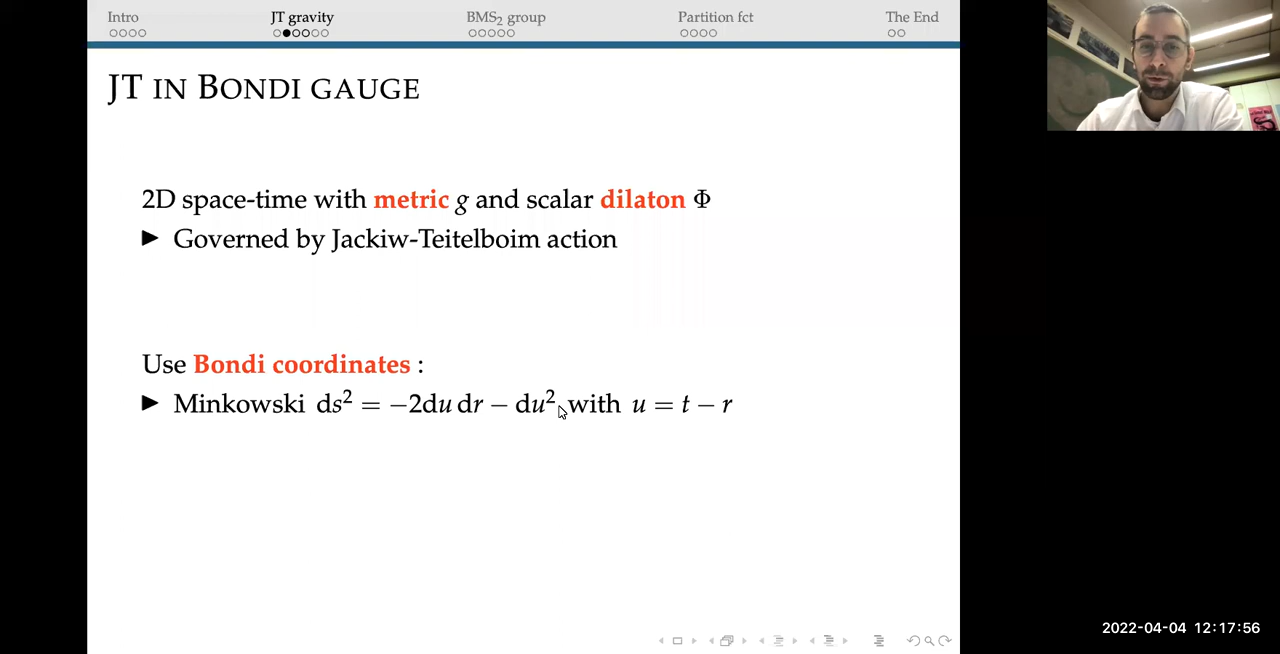 Intro JT gravity BMS₂ group Partition fct The End
JT IN BONDI GAUGE
2D space-time with metric g and scalar dilaton Φ
▶ Governed by Jackiw-Teitelboim action
Use Bondi coordinates :
▶ Minkowski ds² = −2du dr − du² with u = t − r
2022-04-04 12:17:56